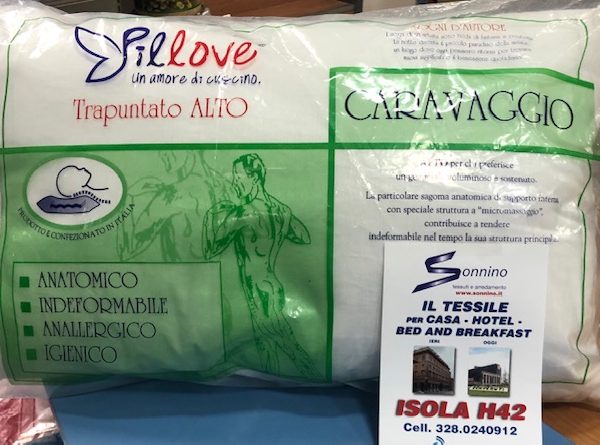 Pillove
Un amore di cuscino.
Trapuntato ALTO
SOGNI D'AUTORE
CARAVAGGIO
PRODOTTO E CONFEZIONATO IN ITALIA
ANATOMICO
INDEFORMABILE
ANALLERGICO
IGIENICO
per chi preferisce
un voluminoso e sostenuto.
La particolare sagoma anatomica di supporto interna
con speciale struttura a "micromassaggio",
contribuisce a rendere
indeformabile nel tempo la sua struttura principale.
Sonnino
tessuti e arredamento
www.sonnino.it
IL TESSILE
PER CASA - HOTEL -
BED AND BREAKFAST
IERI OGGI
ISOLA H42
Cell. 328.0240912